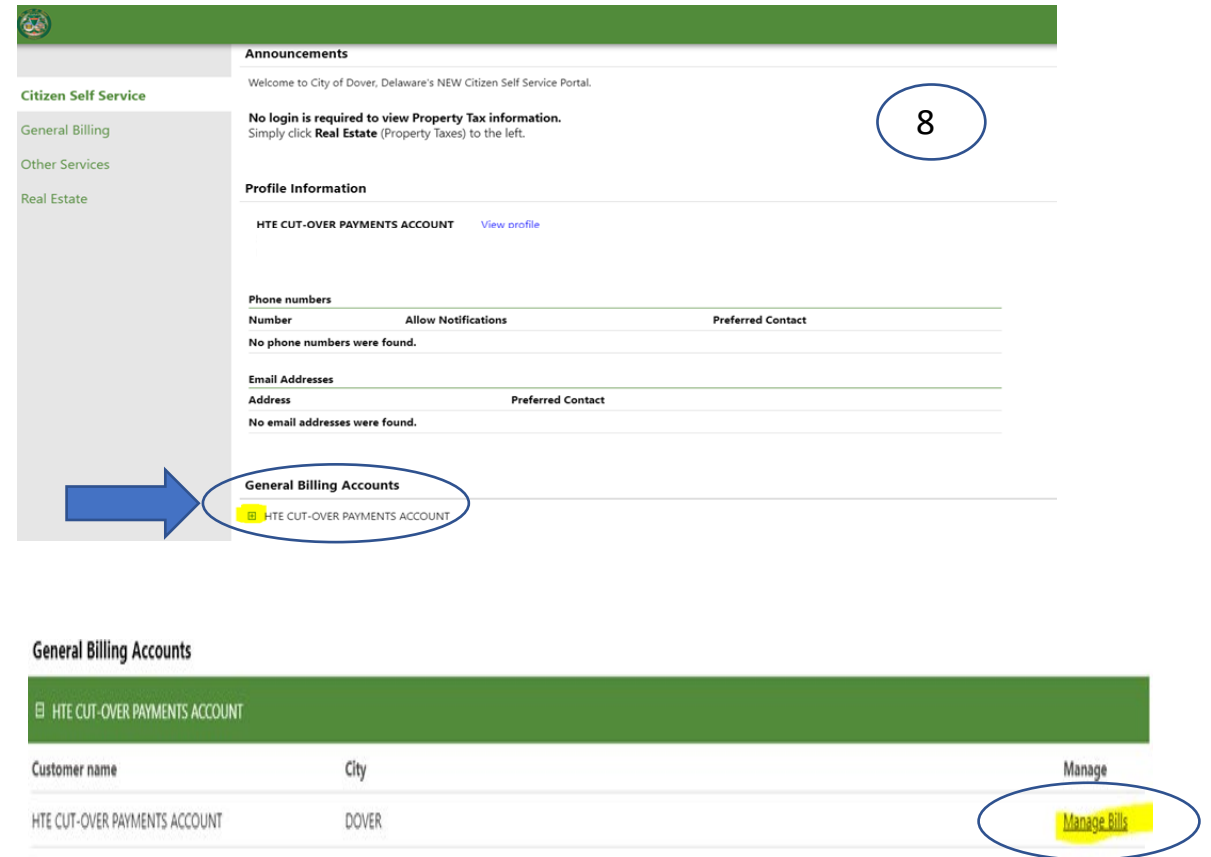 Announcements
Welcome to City of Dover, Delaware's NEW Citizen Self Service Portal.
Citizen Self Service
No login is required to view Property Tax information.
8
General Billing
Simply click Real Estate (Property Taxes) to the left.
Other Services
Profile Information
Real Estate
HTE CUT-OVER PAYMENTS ACCOUNT View profile
Phone numbers
Number Allow Notifications Preferred Contact
No phone numbers were found.
Email Addresses
Address Preferred Contact
No email addresses were found.
General Billing Accounts
HTE CUT-OVER PAYMENTS ACCOUNT
General Billing Accounts
HTE CUT-OVER PAYMENTS ACCOUNT
Customer name City Manage
HTE CUT-OVER PAYMENTS ACCOUNT DOVER Manage Bills